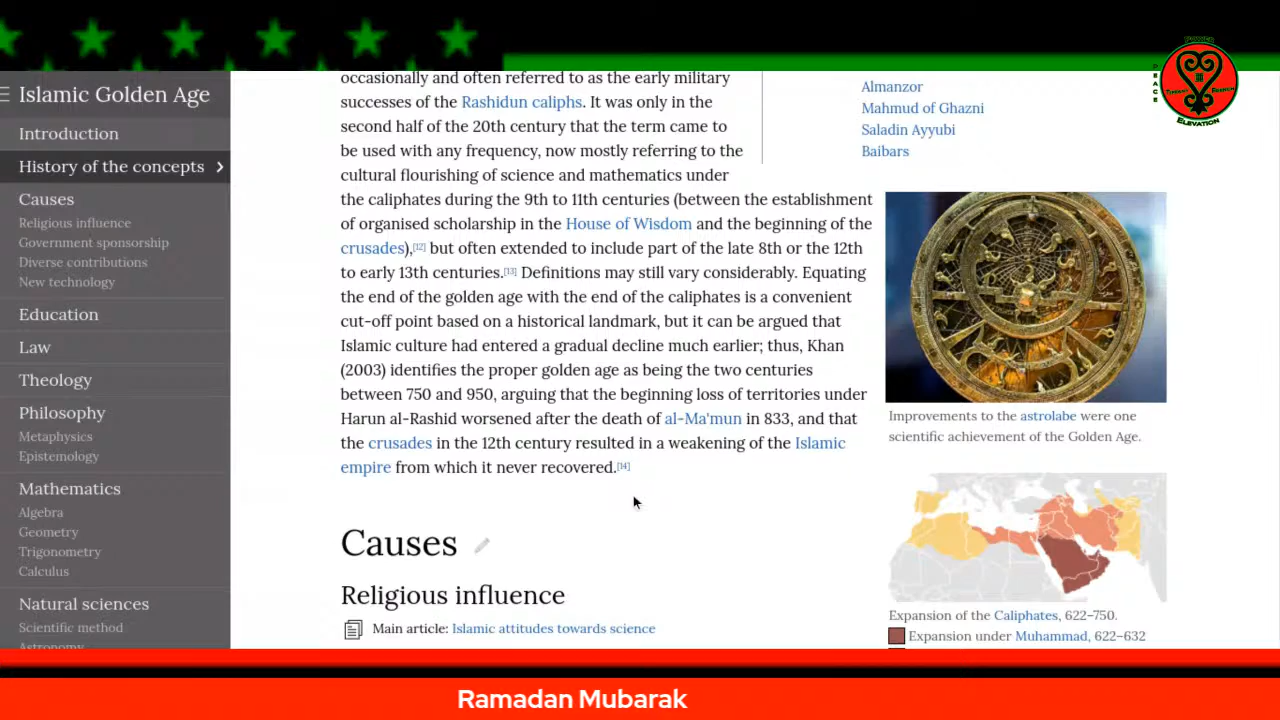 Islamic Golden Age
Introduction
History of the concepts
Causes
Religious influence
Government sponsorship
Diverse contributions
New technology
Education
Law
Theology
Philosophy
Metaphysics
Epistemology
Mathematics
Algebra
Geometry
Trigonometry
Calculus
Natural sciences
Scientific method
Astronomy
occasionally and often referred to as the early military
successes of the Rashidun caliphs. It was only in the
second half of the 20th century that the term came to
be used with any frequency, now mostly referring to the
cultural flourishing of science and mathematics under
the caliphates during the 9th to 11th centuries (between the establishment
of organised scholarship in the House of Wisdom and the beginning of the
crusades),[12] but often extended to include part of the late 8th or the 12th
to early 13th centuries.[13] Definitions may still vary considerably. Equating
the end of the golden age with the end of the caliphates is a convenient
cut-off point based on a historical landmark, but it can be argued that
Islamic culture had entered a gradual decline much earlier; thus, Khan
(2003) identifies the proper golden age as being the two centuries
between 750 and 950, arguing that the beginning loss of territories under
Harun al-Rashid worsened after the death of al-Ma'mun in 833, and that
the crusades in the 12th century resulted in a weakening of the Islamic
empire from which it never recovered.[14]
Causes
Religious influence
Main article: Islamic attitudes towards science
Almanzor
Mahmud of Ghazni
Saladin Ayyubi
Baibars
Improvements to the astrolabe were one
scientific achievement of the Golden Age.
Expansion of the Caliphates, 622–750.
Expansion under Muhammad, 622–632
POWER
PEACE
ELEVATION
Ramadan Mubarak